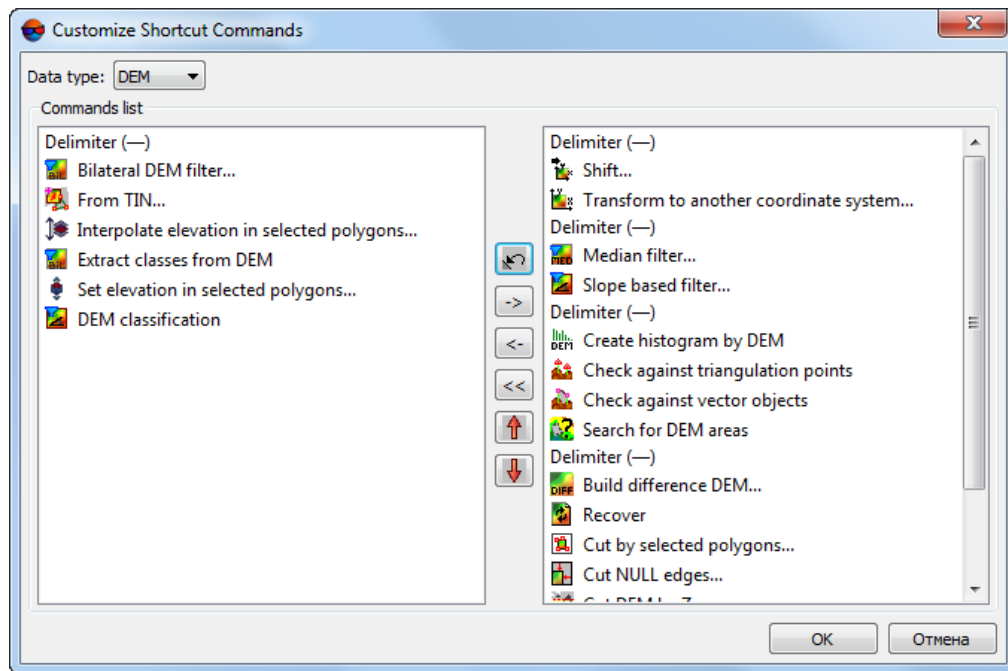 Customize Shortcut Commands
Data type: DEM
Commands list
Delimiter (—)
Bilateral DEM filter...
From TIN...
Interpolate elevation in selected polygons...
Extract classes from DEM
Set elevation in selected polygons...
DEM classification
->
<-
<<
Delimiter (—)
Shift...
Transform to another coordinate system...
Delimiter (—)
MED Median filter...
Slope based filter...
Delimiter (—)
DEM Create histogram by DEM
Check against triangulation points
Check against vector objects
Search for DEM areas
Delimiter (—)
DIFF Build difference DEM...
Recover
Cut by selected polygons...
Cut NULL edges...
OK
Отмена